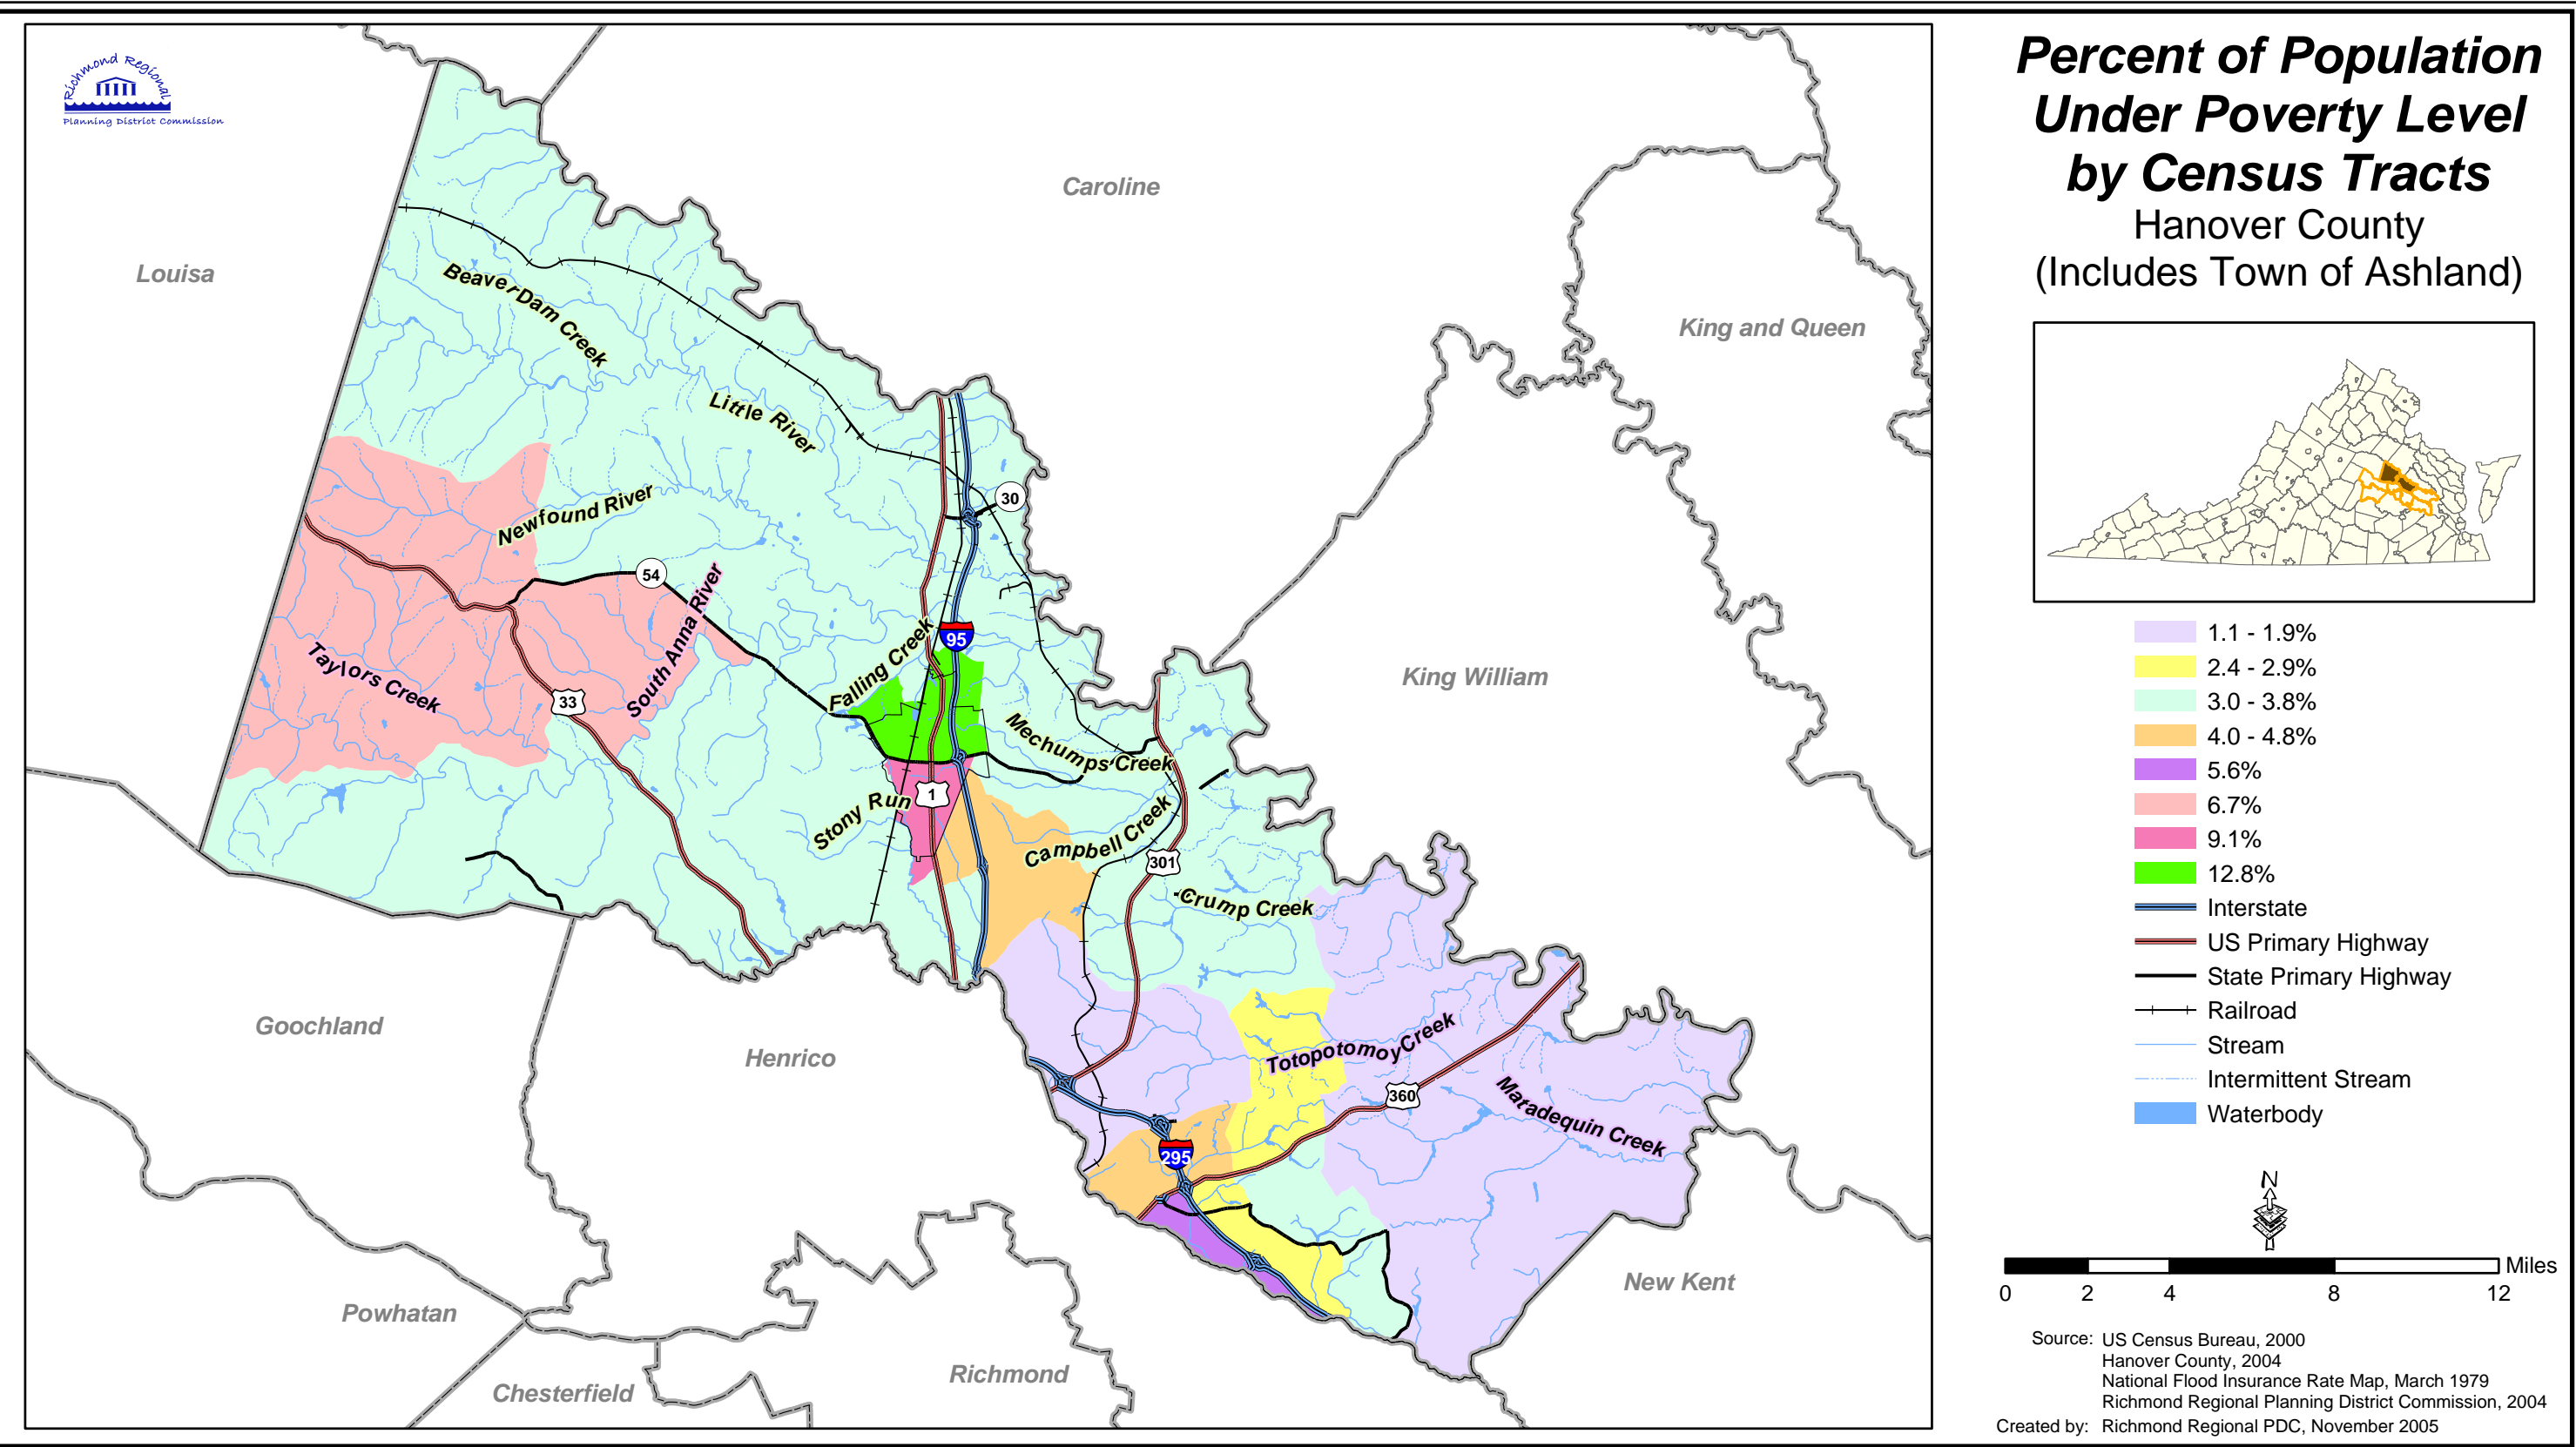 Richmond Regional
Planning District Commission
Percent of Population
Under Poverty Level
by Census Tracts
Hanover County
(Includes Town of Ashland)
Louisa
Caroline
King and Queen
King William
Goochland
Henrico
Powhatan
Chesterfield
Richmond
New Kent
BeaverDam Creek
Little River
Newfound River
Taylors Creek
South Anna River
Falling Creek
Mechumps Creek
Stony Run
Campbell Creek
Crump Creek
Totopotomoy Creek
Matadequin Creek
30
54
95
33
1
301
360
295
1.1 - 1.9%
2.4 - 2.9%
3.0 - 3.8%
4.0 - 4.8%
5.6%
6.7%
9.1%
12.8%
Interstate
US Primary Highway
State Primary Highway
Railroad
Stream
Intermittent Stream
Waterbody
N
Miles
0 2 4 8 12
Source: US Census Bureau, 2000
Hanover County, 2004
National Flood Insurance Rate Map, March 1979
Richmond Regional Planning District Commission, 2004
Created by: Richmond Regional PDC, November 2005